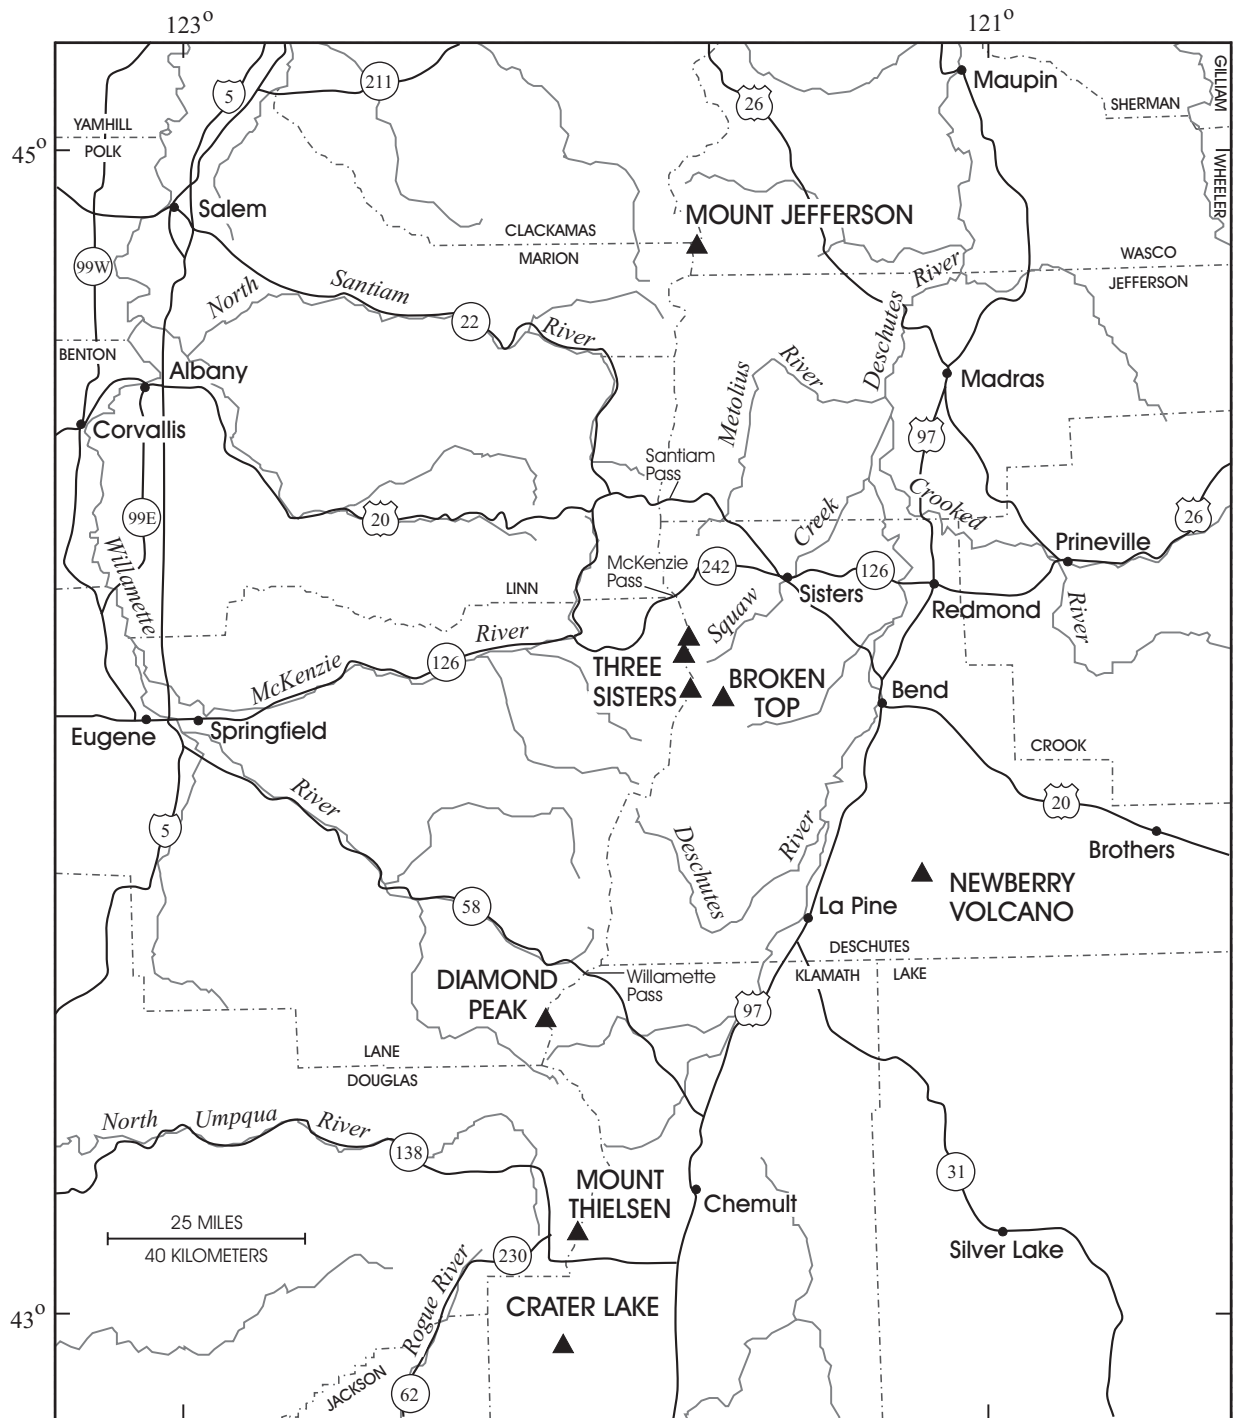 123°
121°
211
5
26
Maupin
GILLIAM
SHERMAN
YAMHILL
POLK
45°
WHEELER
Salem
MOUNT JEFFERSON
CLACKAMAS
MARION
WASCO
JEFFERSON
99W
North
Santiam
River
22
River
Deschutes
BENTON
Albany
Metolius
River
Madras
Corvallis
97
Santiam
Pass
99E
20
Creek
Crooked
26
Willamette
Prineville
McKenzie
Pass
242
126
LINN
Sisters
Redmond
Squaw
River
River
126
McKenzie
THREE
SISTERS
BROKEN
TOP
Bend
Eugene
Springfield
CROOK
River
20
5
Deschutes
River
Brothers
NEWBERRY
VOLCANO
58
La Pine
DESCHUTES
KLAMATH
LAKE
DIAMOND
PEAK
Willamette
Pass
97
LANE
DOUGLAS
North
Umpqua
River
138
31
MOUNT
THIELSEN
Chemult
25 MILES
40 KILOMETERS
230
Silver Lake
Rogue River
CRATER LAKE
43°
JACKSON
62